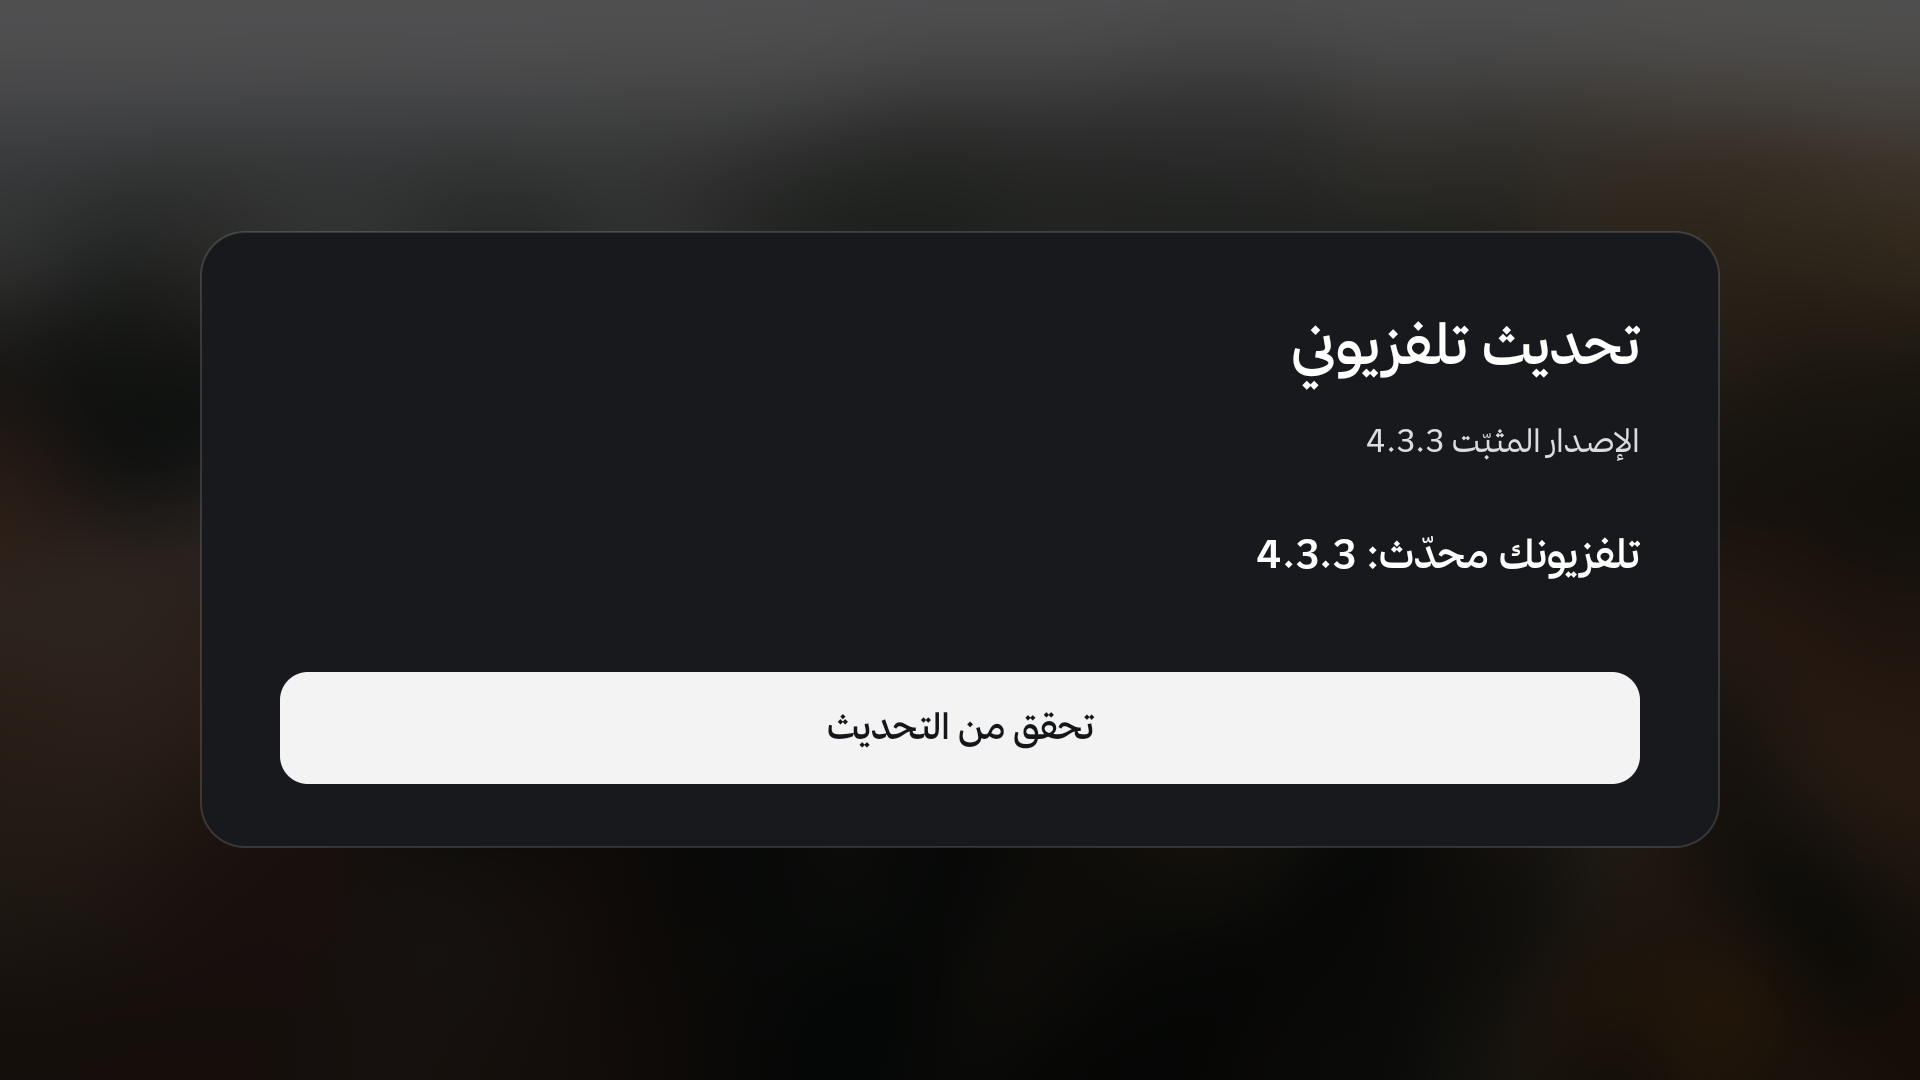 تحديث تلفزيوني
الإصدار المثبّت 4.3.3
تلفزيونك محدّث: 4.3.3
تحقق من التحديث